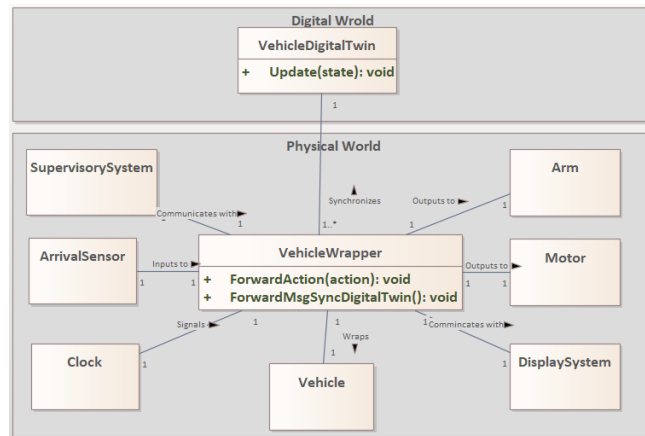 Digital Wrold
VehicleDigitalTwin
+ Update(state): void
1
Physical World
SupervisorySystem
Arm
Synchronizes
Outputs to
Communicates with
1
1
1..*
1
1
VehicleWrapper
ArrivalSensor
Inputs to
1
1
+ ForwardAction(action): void
+ ForwardMsgSyncDigitalTwin(): void
Outputs to
1
1
Motor
Signals
1
1
1
1
Commincates with
Wraps
Clock
1
1
Vehicle
1
DisplaySystem